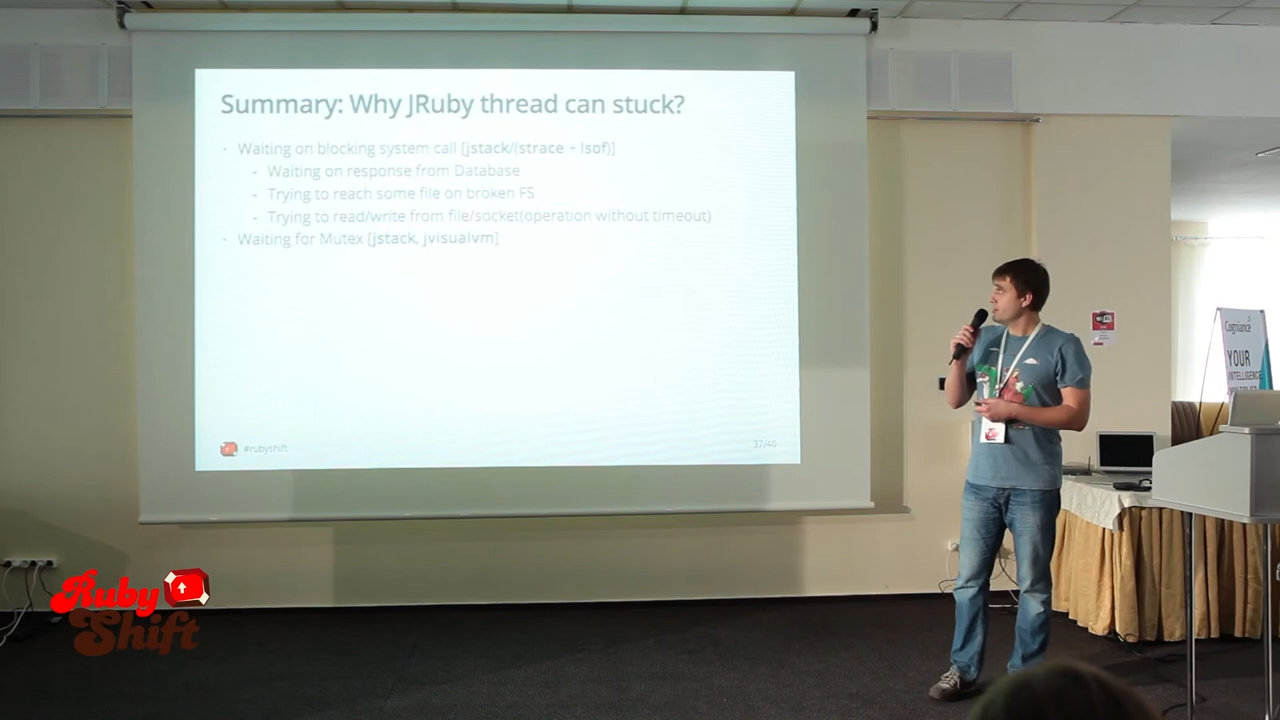 Summary: Why JRuby thread can stuck?
· Waiting on blocking system call [jstack/(strace + lsof)]
- Waiting on response from Database
- Trying to reach some file on broken FS
- Trying to read/write from file/socket(operation without timeout)
· Waiting for Mutex [jstack, jvisualvm]
#rubyshift
37/40
Cogniance
YOUR
INTELLIGENCE
Ruby
Shift